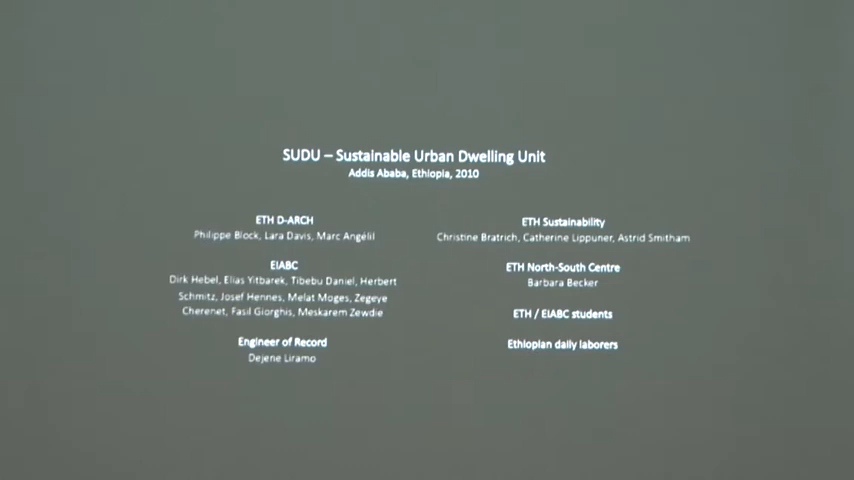 SUDU – Sustainable Urban Dwelling Unit
Addis Ababa, Ethiopia, 2010
ETH D-ARCH
Philippe Block, Lara Davis, Marc Angélil
EiABC
Dirk Hebel, Elias Yitbarek, Tibebu Daniel, Herbert
Schmitz, Josef Hennes, Melat Moges, Zegeye
Cherenet, Fasil Giorghis, Meskarem Zewdie
Engineer of Record
Dejene Liramo
ETH Sustainability
Christine Bratrich, Catherine Lippuner, Astrid Smitham
ETH North-South Centre
Barbara Becker
ETH / EiABC students
Ethiopian daily laborers